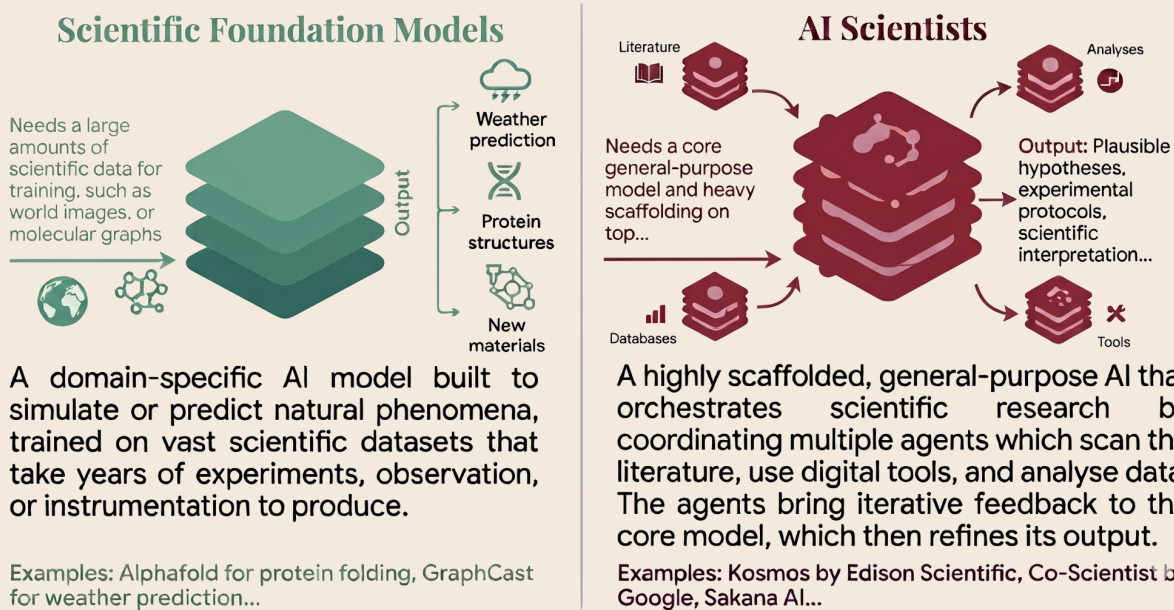 Scientific Foundation Models
Needs a large
amounts of
scientific data for
training, such as
world images, or
molecular graphs
Output
Weather
prediction
Protein
structures
New
materials
A domain-specific AI model built to
simulate or predict natural phenomena,
trained on vast scientific datasets that
take years of experiments, observation,
or instrumentation to produce.
Examples: Alphafold for protein folding, GraphCast
for weather prediction...
AI Scientists
Literature
Analyses
Needs a core
general-purpose
model and heavy
scaffolding on
top...
Output: Plausible
hypotheses,
experimental
protocols,
scientific
interpretation...
Databases
Tools
A highly scaffolded, general-purpose AI tha
orchestrates scientific research b
coordinating multiple agents which scan th
literature, use digital tools, and analyse data
The agents bring iterative feedback to th
core model, which then refines its output.
Examples: Kosmos by Edison Scientific, Co-Scientist b
Google, Sakana AI...